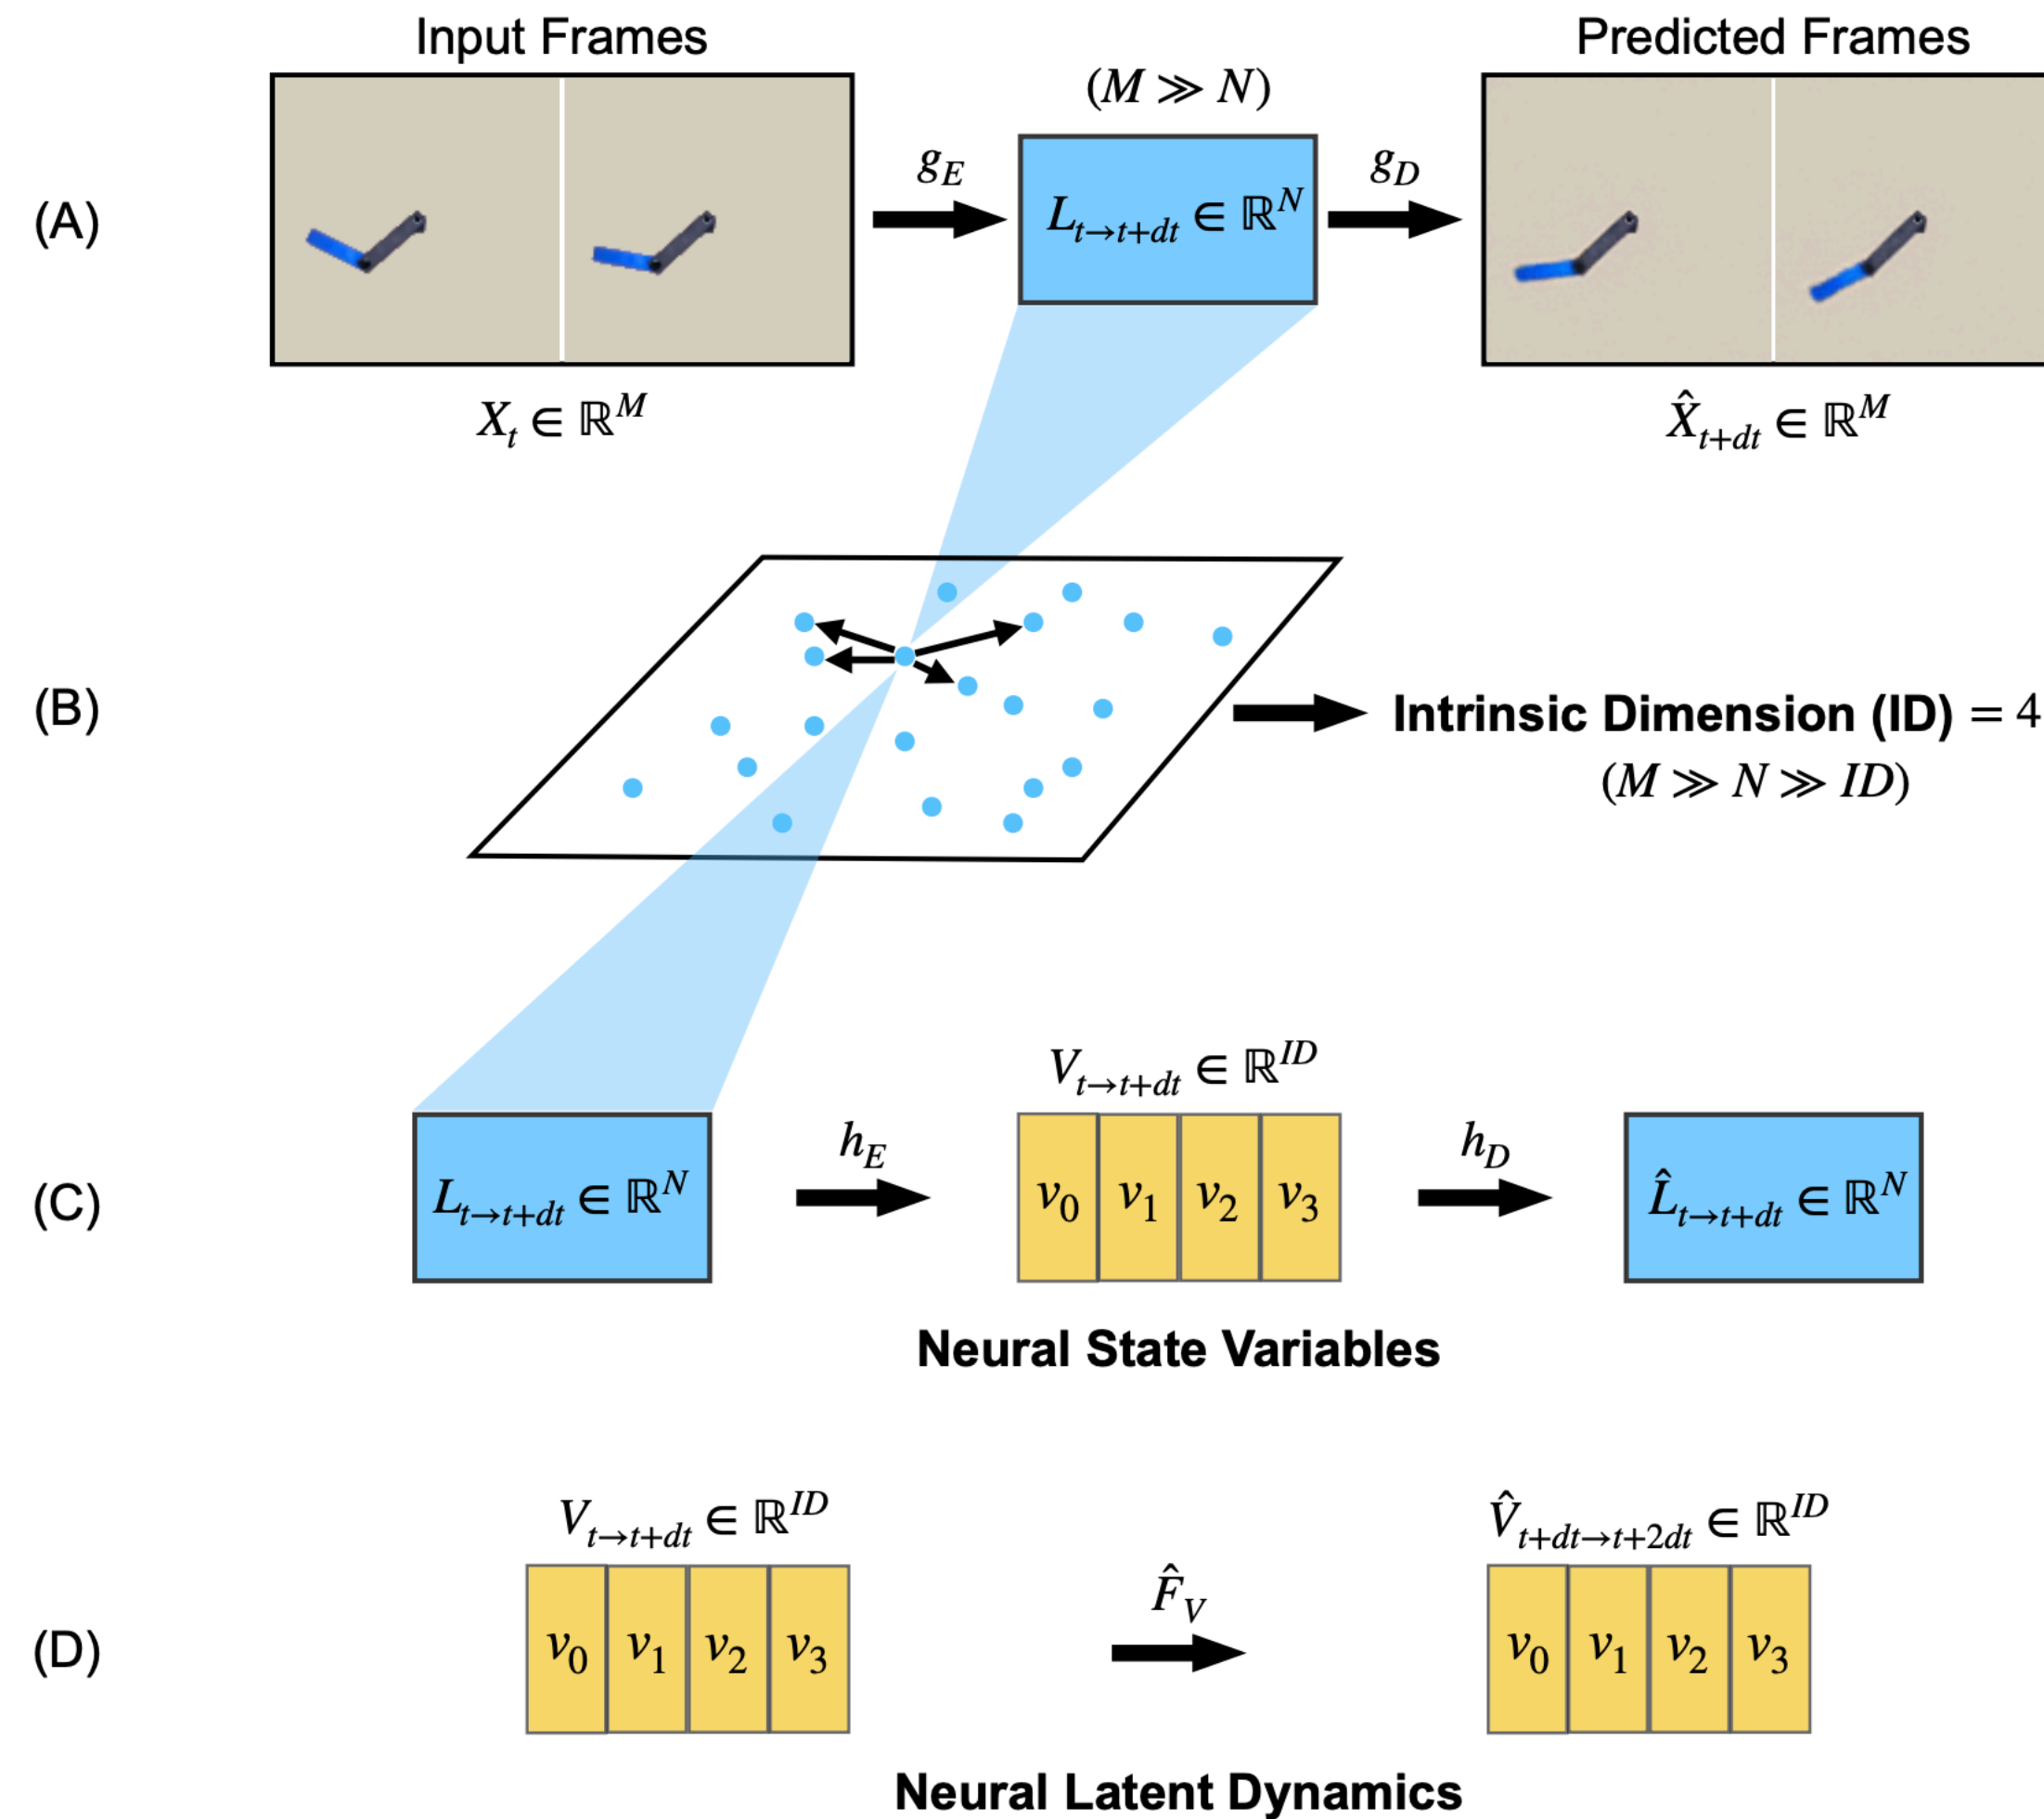 Input Frames
Predicted Frames
(M ≫ N)
(A)
g_E
L_{t→t+dt} ∈ ℝ^N
g_D
X_t ∈ ℝ^M
X̂_{t+dt} ∈ ℝ^M
(B)
Intrinsic Dimension (ID) = 4
(M ≫ N ≫ ID)
V_{t→t+dt} ∈ ℝ^{ID}
(C)
L_{t→t+dt} ∈ ℝ^N
h_E
v_0 v_1 v_2 v_3
h_D
L̂_{t→t+dt} ∈ ℝ^N
Neural State Variables
V_{t→t+dt} ∈ ℝ^{ID}
V̂_{t+dt→t+2dt} ∈ ℝ^{ID}
(D)
v_0 v_1 v_2 v_3
F̂_V
v_0 v_1 v_2 v_3
Neural Latent Dynamics